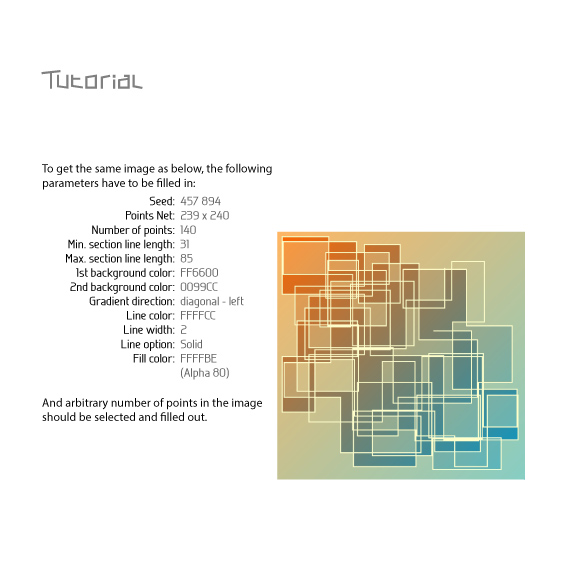 Tutorial
To get the same image as below, the following
parameters have to be filled in:
Seed: 457 894
Points Net: 239 x 240
Number of points: 140
Min. section line length: 31
Max. section line length: 85
1st background color: FF6600
2nd background color: 0099CC
Gradient direction: diagonal - left
Line color: FFFFCC
Line width: 2
Line option: Solid
Fill color: FFFFBE
(Alpha 80)
And arbitrary number of points in the image
should be selected and filled out.